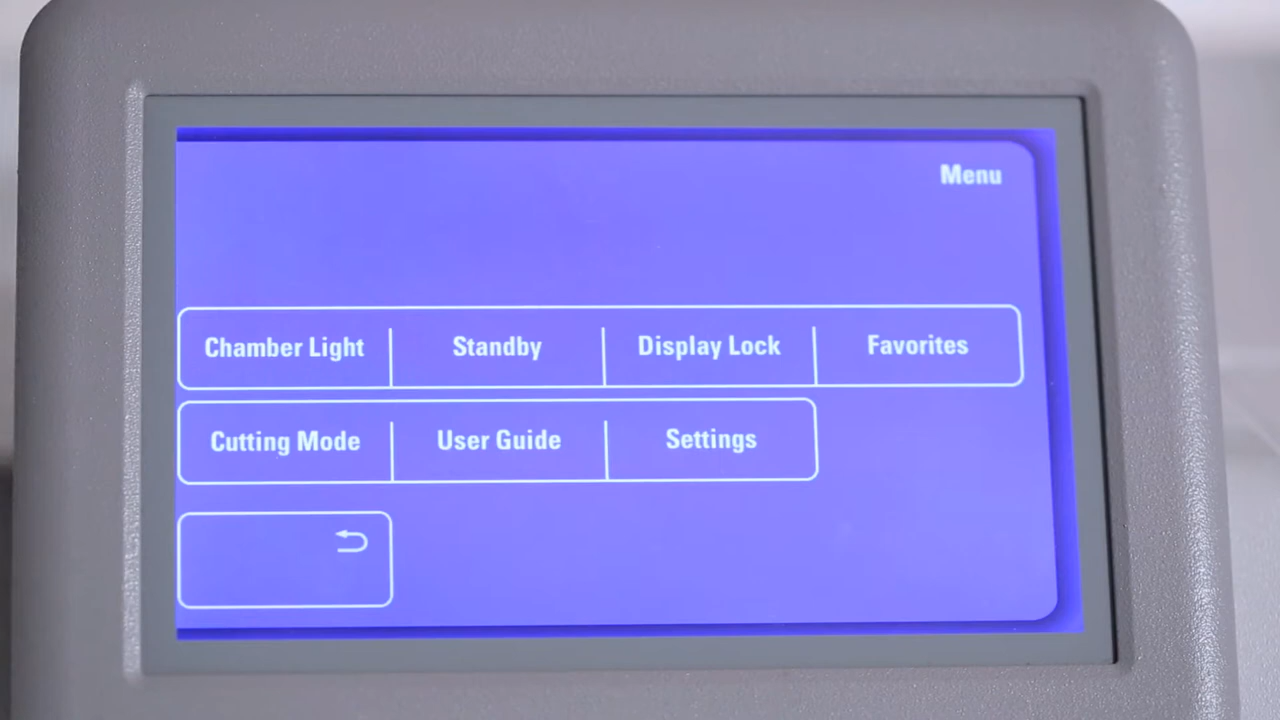 Menu
Chamber Light Standby Display Lock Favorites
Cutting Mode User Guide Settings